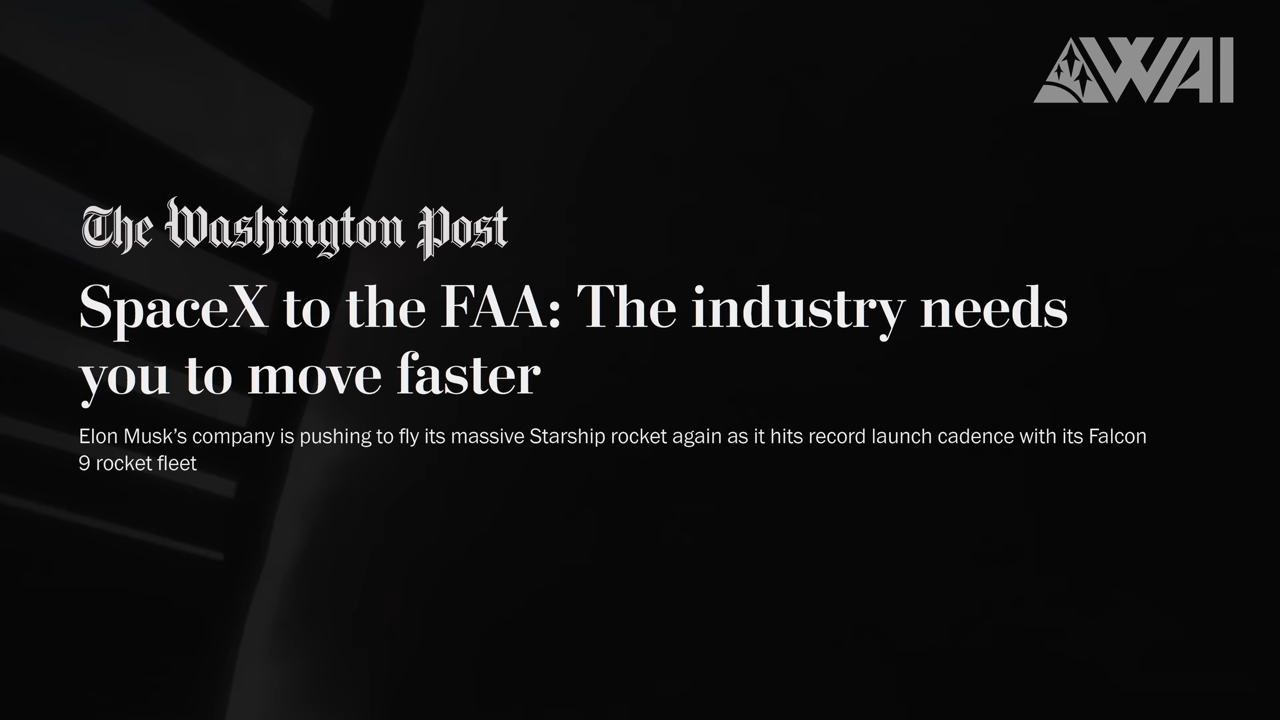 WAI
The Washington Post
SpaceX to the FAA: The industry needs
you to move faster
Elon Musk’s company is pushing to fly its massive Starship rocket again as it hits record launch cadence with its Falcon
9 rocket fleet